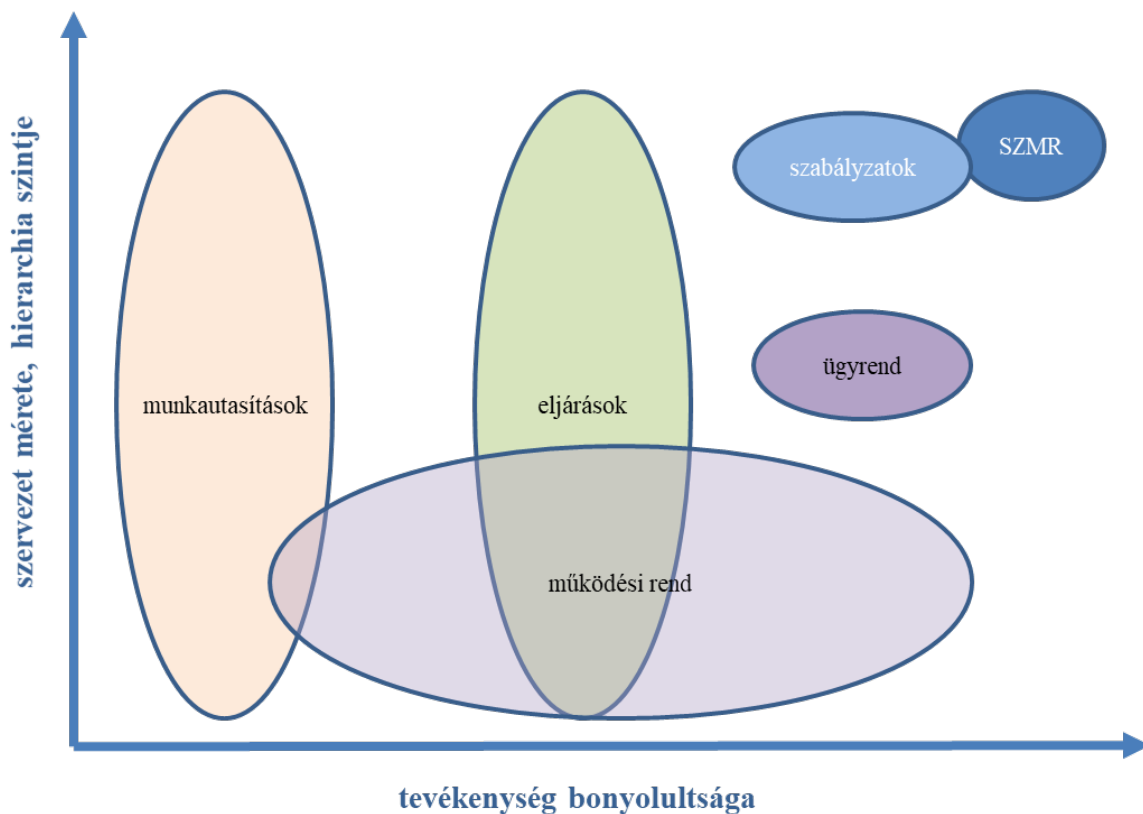 szervezet mérete, hierarchia szintje
SZMR
szabályzatok
ügyrend
munkautasítások
eljárások
működési rend
tevékenység bonyolultsága